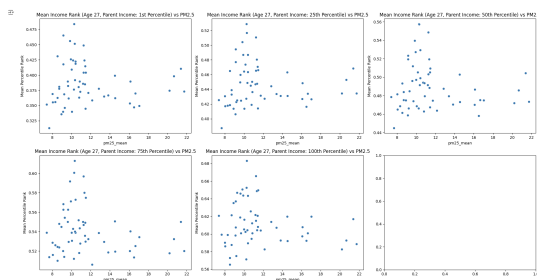 Mean Income Rank (Age 27, Parent Income: 1st Percentile) vs PM2.5
Mean Income Rank (Age 27, Parent Income: 25th Percentile) vs PM2.5
Mean Income Rank (Age 27, Parent Income: 50th Percentile) vs PM2
Mean Percentile Rank
0.475
0.450
0.425
0.400
0.375
0.350
0.325
8 10 12 14 16 18 20 22
pm25_mean
Mean Percentile Rank
0.52
0.50
0.48
0.46
0.44
0.42
0.40
8 10 12 14 16 18 20 22
pm25_mean
Mean Percentile Rank
0.56
0.54
0.52
0.50
0.48
0.46
0.44
8 10 12 14 16 18 20 22
pm25_mean
Mean Income Rank (Age 27, Parent Income: 75th Percentile) vs PM2.5
Mean Income Rank (Age 27, Parent Income: 100th Percentile) vs PM2.5
Mean Percentile Rank
0.60
0.58
0.56
0.54
0.52
8 10 12 14 16 18 20 22
pm25_mean
Mean Percentile Rank
0.68
0.66
0.64
0.62
0.60
0.58
0.56
8 10 12 14 16 18 20 22
pm25_mean
1.0
0.8
0.6
0.4
0.2
0.0
0.0 0.2 0.4 0.6 0.8 1.